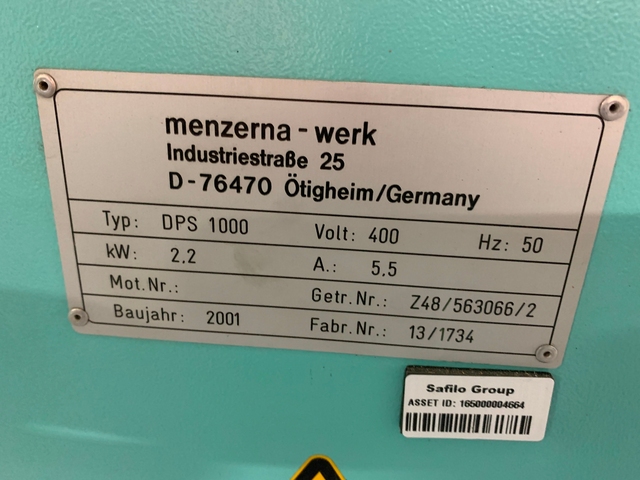 menzerna-werk
Industriestraße 25
D-76470 Ötigheim/Germany
Typ: DPS 1000 Volt: 400 Hz: 50
kW: 2,2 A.: 5,5
Mot.Nr.: Getr.Nr.: Z48/563066/2
Baujahr: 2001 Fabr.Nr.: 13/1734
Safilo Group
ASSET ID: 165000004664